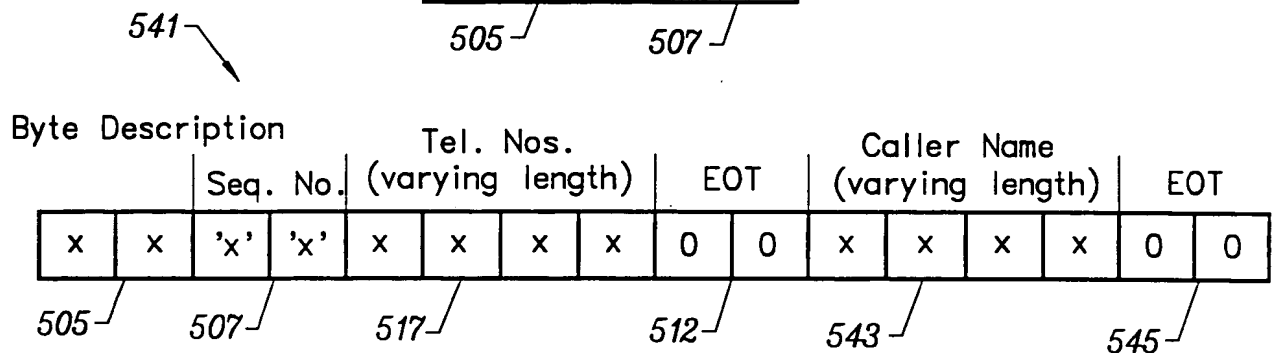 505 507
541
Byte Description
Seq. No. Tel. Nos. (varying length) EOT Caller Name (varying length) EOT
x x 'x' 'x' x x x x 0 0 x x x x 0 0
505 507 517 512 543 545